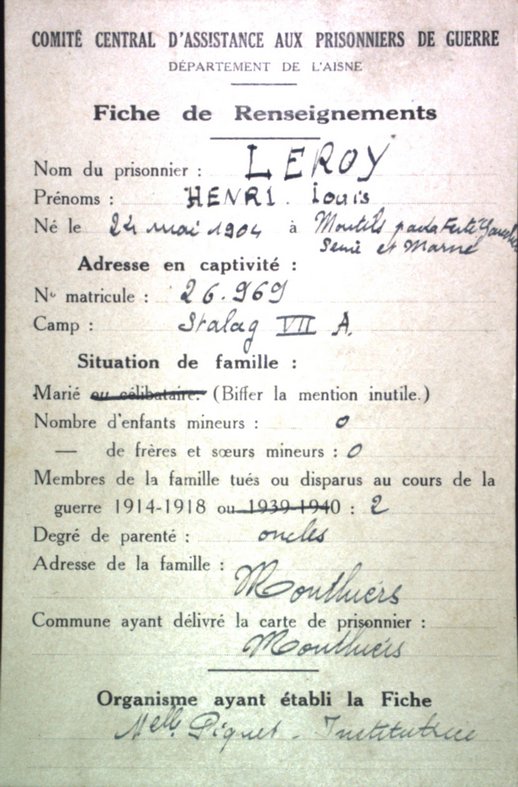 COMITÉ CENTRAL D'ASSISTANCE AUX PRISONNIERS DE GUERRE
DÉPARTEMENT DE L'AISNE
Fiche de Renseignements
Nom du prisonnier : LEROY
Prénoms : HENRI. Louis
Né le 24 mai 1904 à Moutils par la Ferté
Seine et Marne
Adresse en captivité :
No matricule : 26.969
Camp : Stalag VII A.
Situation de famille :
Marié ou célibataire. (Biffer la mention inutile.)
Nombre d'enfants mineurs : 0
— de frères et sœurs mineurs : 0
Membres de la famille tués ou disparus au cours de la
guerre 1914-1918 ou 1939-1940 : 2
Degré de parenté : oncles
Adresse de la famille :
Monthiers
Commune ayant délivré la carte de prisonnier :
Monthiers
Organisme ayant établi la Fiche
Melle Piquet - Institutrice